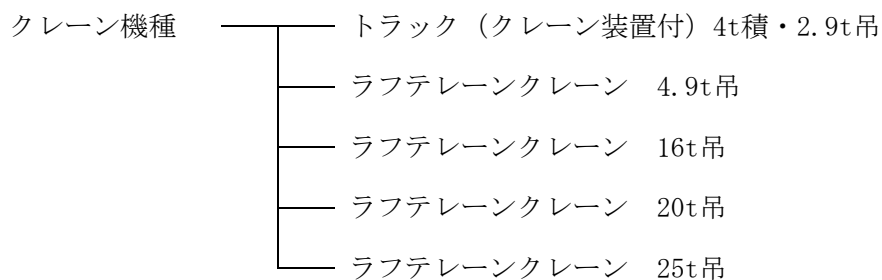 クレーン機種 トラック（クレーン装置付）4t積・2.9t吊
ラフテレーンクレーン 4.9t吊
ラフテレーンクレーン 16t吊
ラフテレーンクレーン 20t吊
ラフテレーンクレーン 25t吊